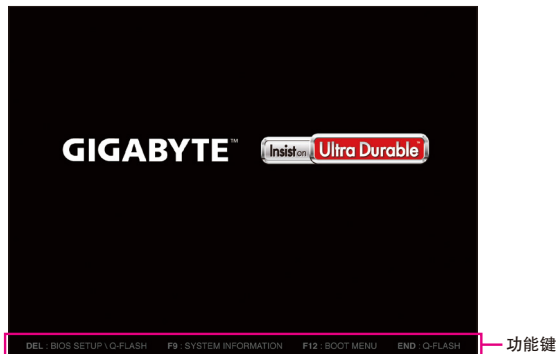 GIGABYTE™
Insist on Ultra Durable™
DEL : BIOS SETUP \ Q-FLASH F9 : SYSTEM INFORMATION F12 : BOOT MENU END : Q-FLASH
功能键